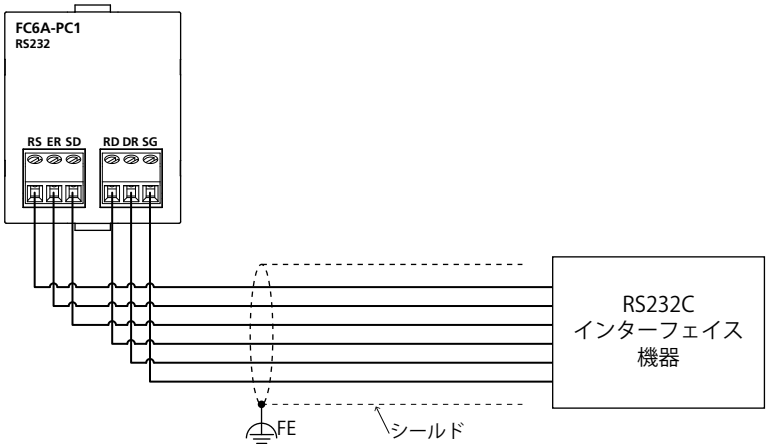 FC6A-PC1
RS232
RS ER SD RD DR SG
RS232C
インターフェイス
機器
FE
シールド